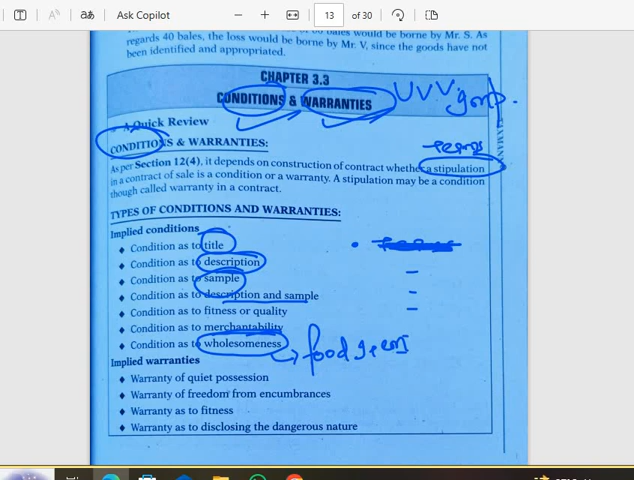 Ask Copilot
13 of 30
regards 40 bales, the loss would be borne by Mr. V, since the goods have not
been identified and appropriated.
CHAPTER 3.3
CONDITIONS & WARRANTIES
UVV gomp.
A Quick Review
CONDITIONS & WARRANTIES:
terms
As per Section 12(4), it depends on construction of contract whether a stipulation
in a contract of sale is a condition or a warranty. A stipulation may be a condition
though called warranty in a contract.
TYPES OF CONDITIONS AND WARRANTIES:
Implied conditions
♦ Condition as to title
♦ Condition as to description
♦ Condition as to sample
♦ Condition as to description and sample
♦ Condition as to fitness or quality
♦ Condition as to merchantability
♦ Condition as to wholesomeness
Implied warranties
♦ Warranty of quiet possession
♦ Warranty of freedom from encumbrances
♦ Warranty as to fitness
♦ Warranty as to disclosing the dangerous nature